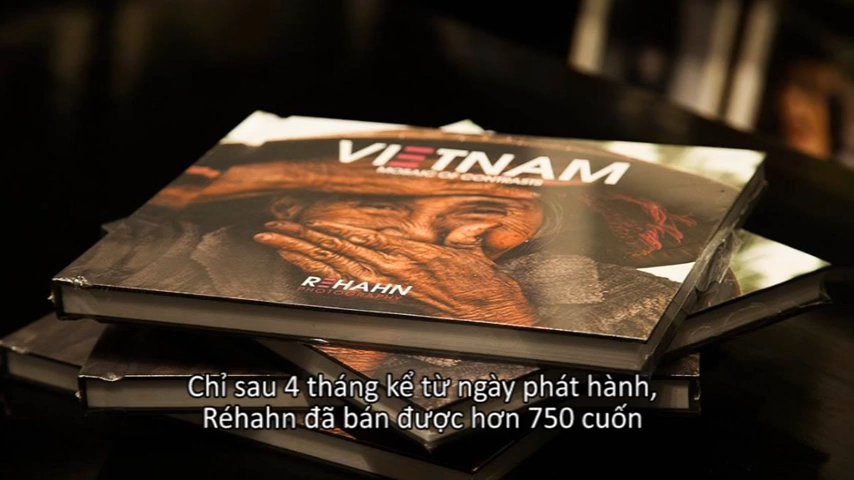 VIETNAM
MOSAIC OF CONTRASTS
RÉHAHN
PHOTOGRAPHY
Chỉ sau 4 tháng kể từ ngày phát hành,
Réhahn đã bán được hơn 750 cuốn